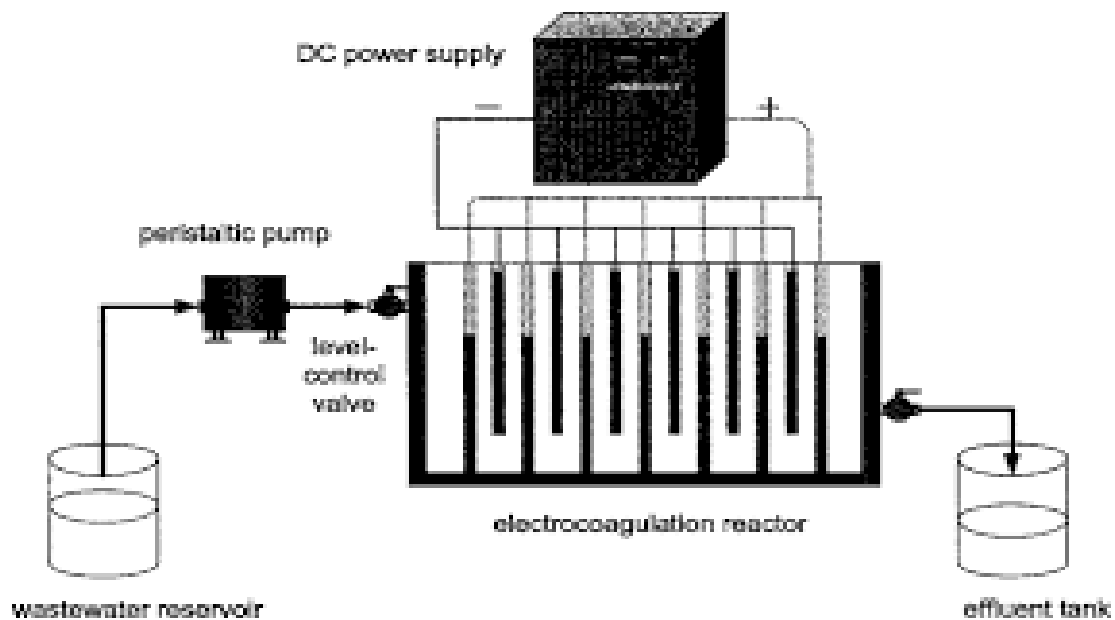 DC power supply
—
+
peristaltic pump
level-
control
valve
electrocoagulation reactor
wastewater reservoir
effluent tank